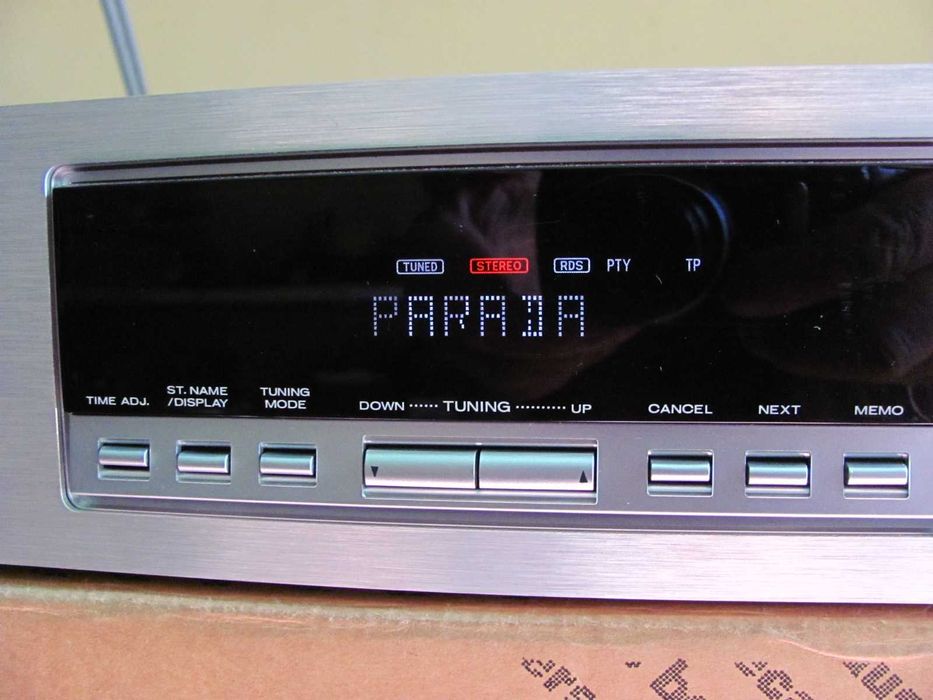 TUNED STEREO RDS PTY TP
PARADA
TIME ADJ.
ST. NAME
/DISPLAY
TUNING
MODE
DOWN ······ TUNING ·········· UP
CANCEL
NEXT
MEMO